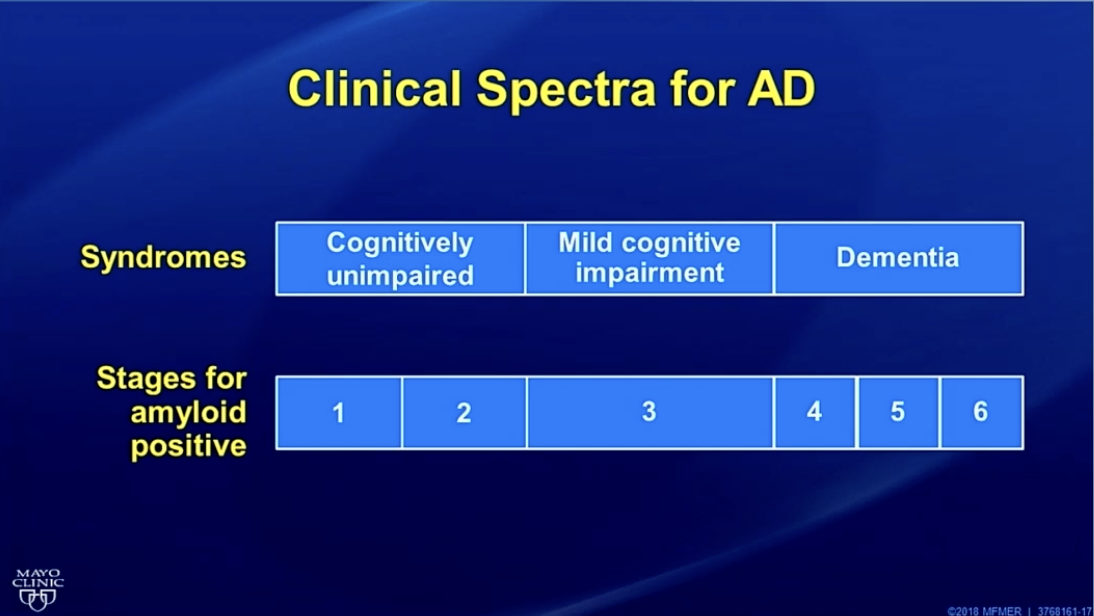 Clinical Spectra for AD
Syndromes
Cognitively
unimpaired
Mild cognitive
impairment
Dementia
Stages for
amyloid
positive
1
2
3
4
5
6
MAYO
CLINIC
©2018 MFMER | 3768161-17